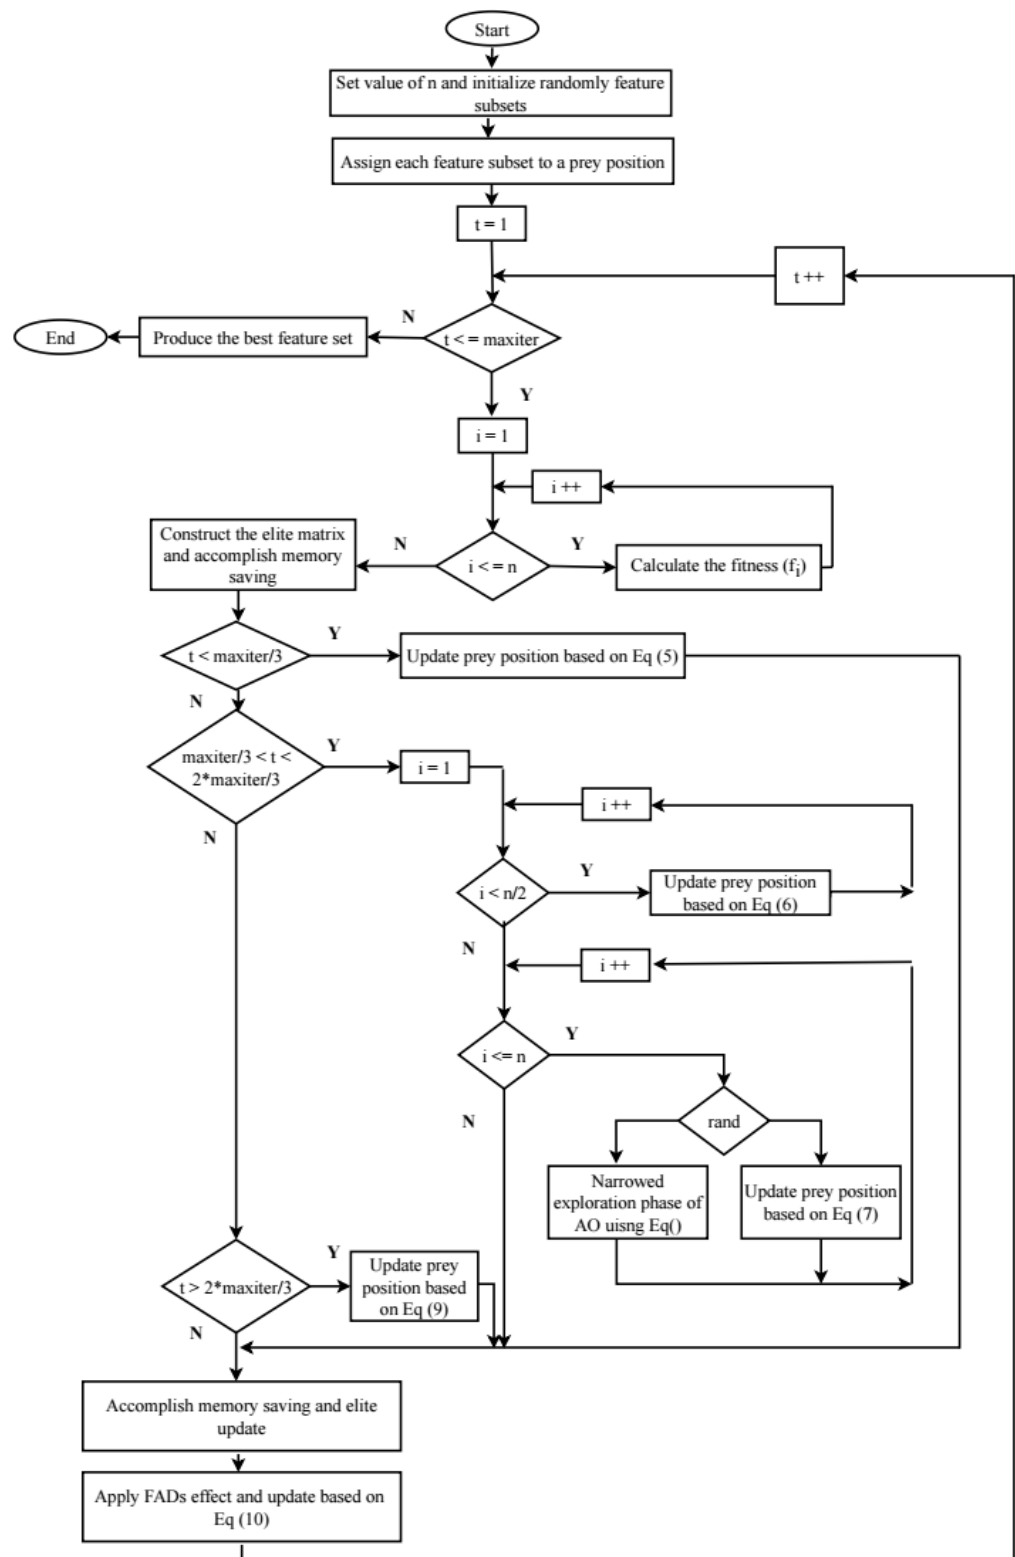 Start
Set value of n and initialize randomly feature
subsets
Assign each feature subset to a prey position
t = 1
t ++
t < = maxiter
N
Produce the best feature set
End
Y
i = 1
i ++
i <= n
Y
Calculate the fitness (fi)
N
Construct the elite matrix
and accomplish memory
saving
t < maxiter/3
Y
Update prey position based on Eq (5)
N
maxiter/3 < t <
2*maxiter/3
Y
i = 1
i ++
i < n/2
Y
Update prey position
based on Eq (6)
N
N
i ++
i <= n
Y
rand
N
Narrowed
exploration phase of
AO uisng Eq()
Update prey position
based on Eq (7)
t > 2*maxiter/3
Y
Update prey
position based
on Eq (9)
N
Accomplish memory saving and elite
update
Apply FADs effect and update based on
Eq (10)